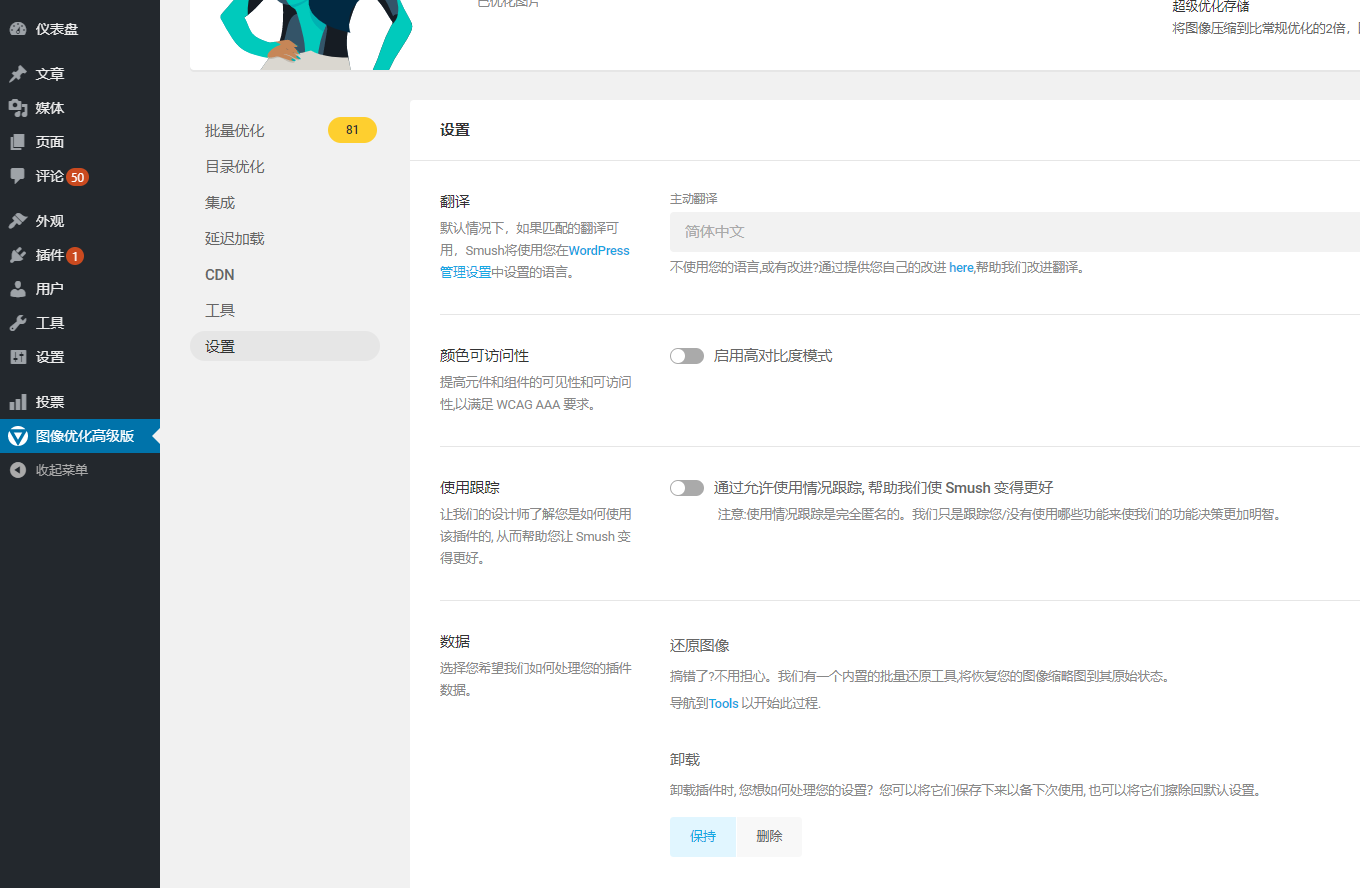 仪表盘
文章
媒体
页面
评论 50
外观
插件 1
用户
工具
设置
投票
图像优化高级版
收起菜单
已优化图片
超级优化存储
将图像压缩到比常规优化的2倍，
批量优化 81
目录优化
集成
延迟加载
CDN
工具
设置
设置
翻译
默认情况下，如果匹配的翻译可
用，Smush将使用您在WordPress
管理设置中设置的语言。
主动翻译
简体中文
不使用您的语言,或有改进?通过提供您自己的改进 here,帮助我们改进翻译。
颜色可访问性
提高元件和组件的可见性和可访问
性,以满足 WCAG AAA 要求。
启用高对比度模式
使用跟踪
让我们的设计师了解您是如何使用
该插件的, 从而帮助您让 Smush 变
得更好。
通过允许使用情况跟踪, 帮助我们使 Smush 变得更好
注意:使用情况跟踪是完全匿名的。我们只是跟踪您/没有使用哪些功能来使我们的功能决策更加明智。
数据
选择您希望我们如何处理您的插件
数据。
还原图像
搞错了?不用担心。我们有一个内置的批量还原工具,将恢复您的图像缩略图到其原始状态。
导航到Tools 以开始此过程.
卸载
卸载插件时, 您想如何处理您的设置？您可以将它们保存下来以备下次使用, 也可以将它们擦除回默认设置。
保持 删除